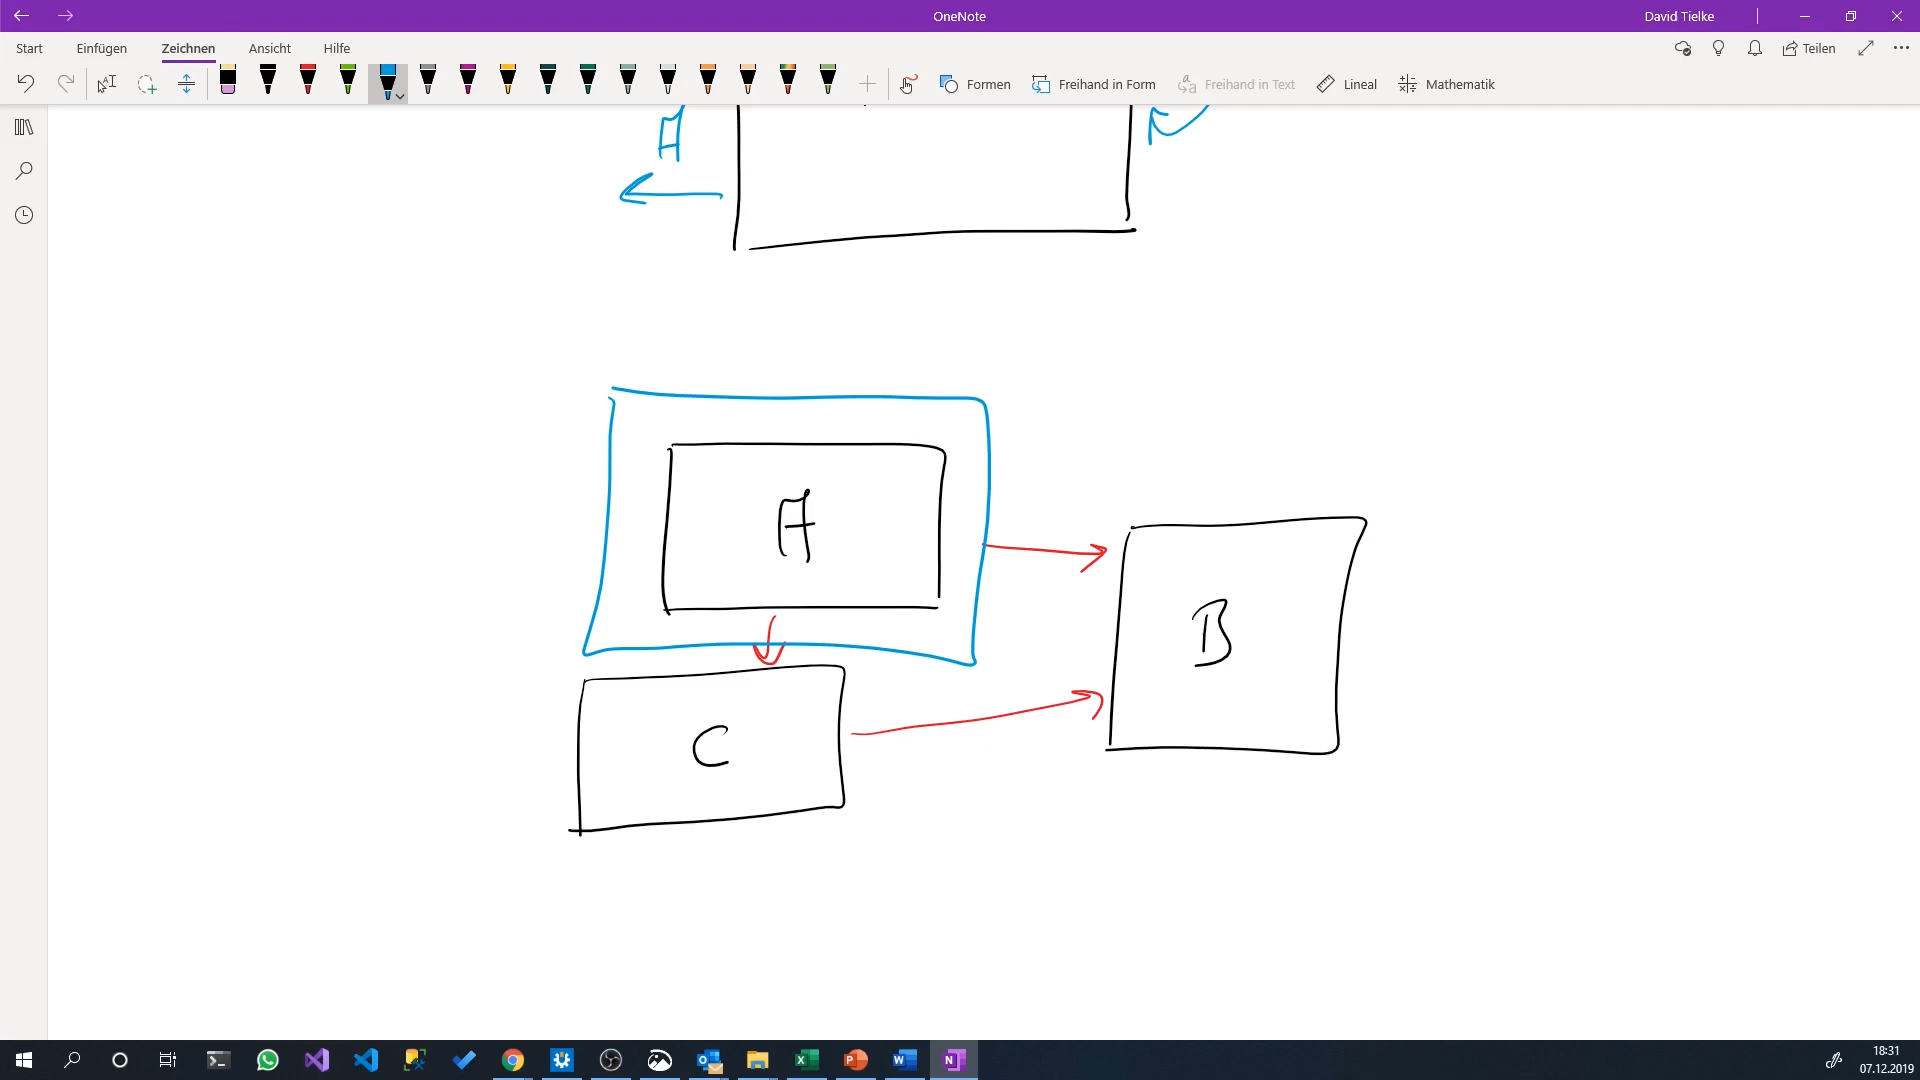 OneNote
David Tielke
Start Einfügen Zeichnen Ansicht Hilfe
Teilen
Formen Freihand in Form Freihand in Text Lineal Mathematik
A
A
B
C
18:31
07.12.2019